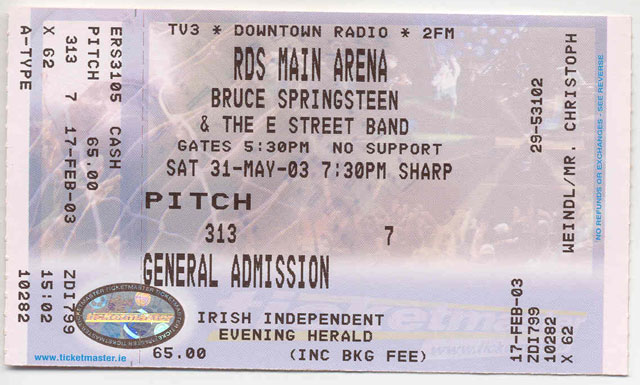 TV3 * DOWNTOWN RADIO * 2FM
RDS MAIN ARENA
BRUCE SPRINGSTEEN
& THE E STREET BAND
GATES 5:30PM NO SUPPORT
SAT 31-MAY-03 7:30PM SHARP
PITCH
313 7
GENERAL ADMISSION
IRISH INDEPENDENT
EVENING HERALD
65.00 (INC BKG FEE)
www.ticketmaster.ie
ticketmaster
ERS3105 CASH
PITCH 65.00
313 7 17-FEB-03
X 62 ZDI799
A-TYPE 15:02
10282
29-53102
WEINDL/MR. CHRISTOPH
NO REFUNDS OR EXCHANGES - SEE REVERSE
17-FEB-03
ZDI799
10282
X 62